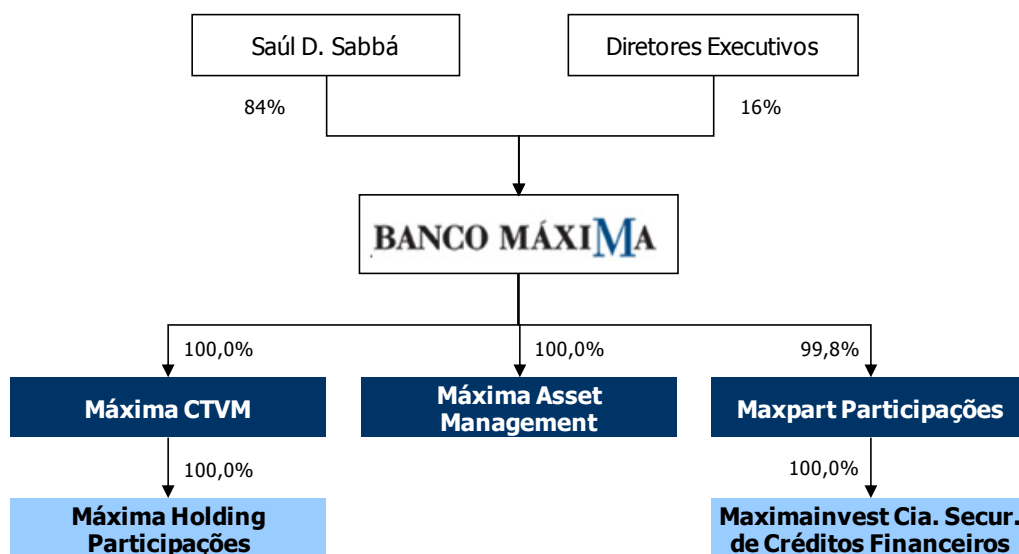 Saúl D. Sabbá
Diretores Executivos
84%
16%
BANCO MÁXIMA
100,0%
100,0%
99,8%
Máxima CTVM
Máxima Asset
Management
Maxpart Participações
100,0%
100,0%
Máxima Holding
Participações
Maximainvest Cia. Secur.
de Créditos Financeiros